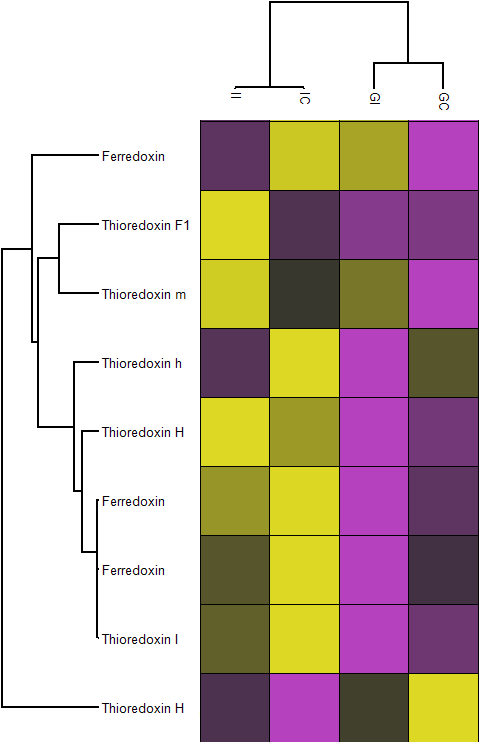 II
IC
GI
GC
Ferredoxin
Thioredoxin F1
Thioredoxin m
Thioredoxin h
Thioredoxin H
Ferredoxin
Ferredoxin
Thioredoxin I
Thioredoxin H